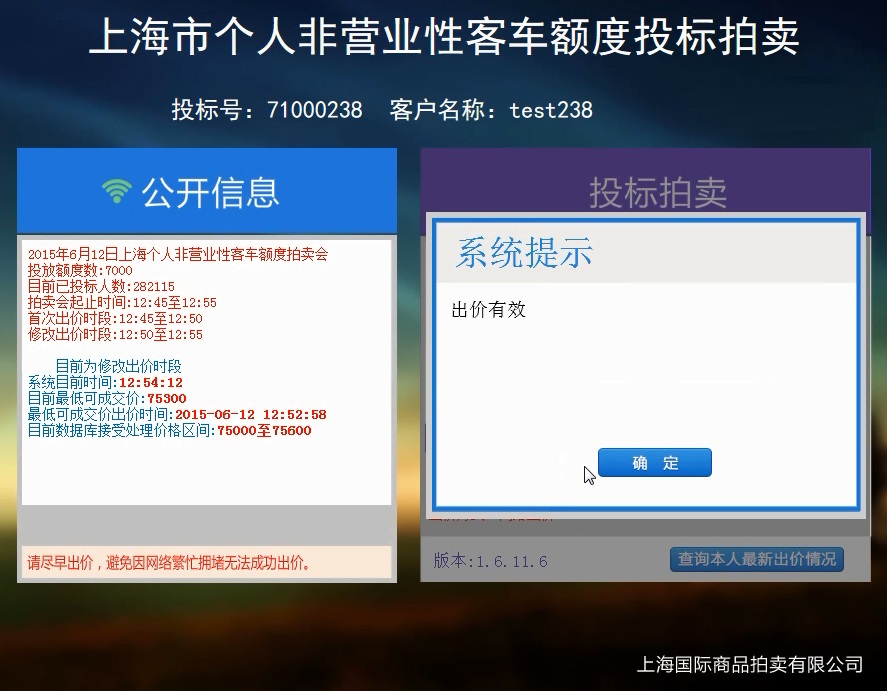 上海市个人非营业性客车额度投标拍卖
投标号：71000238 客户名称：test238
公开信息
2015年6月12日上海个人非营业性客车额度拍卖会
投放额度数:7000
目前已投标人数:282115
拍卖会起止时间:12:45至12:55
首次出价时段:12:45至12:50
修改出价时段:12:50至12:55
目前为修改出价时段
系统目前时间:12:54:12
目前最低可成交价:75300
最低可成交价出价时间:2015-06-12 12:52:58
目前数据库接受处理价格区间:75000至75600
请尽早出价，避免因网络繁忙拥堵无法成功出价。
投标拍卖
系统提示
出价有效
确 定
版本:1.6.11.6
查询本人最新出价情况
上海国际商品拍卖有限公司